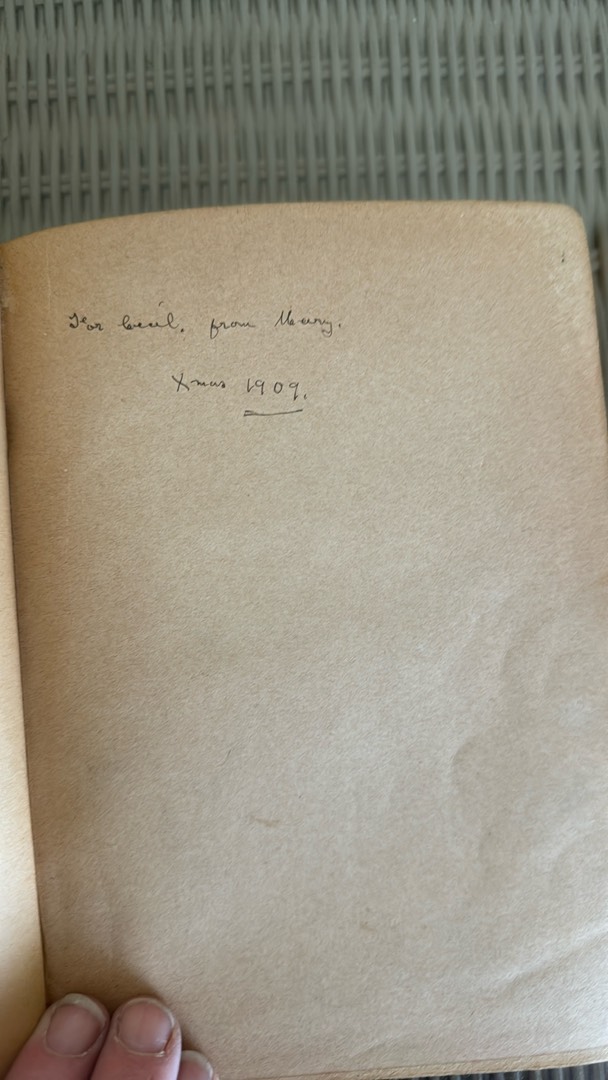 For Cecil, from Mary.
Xmas 1909.